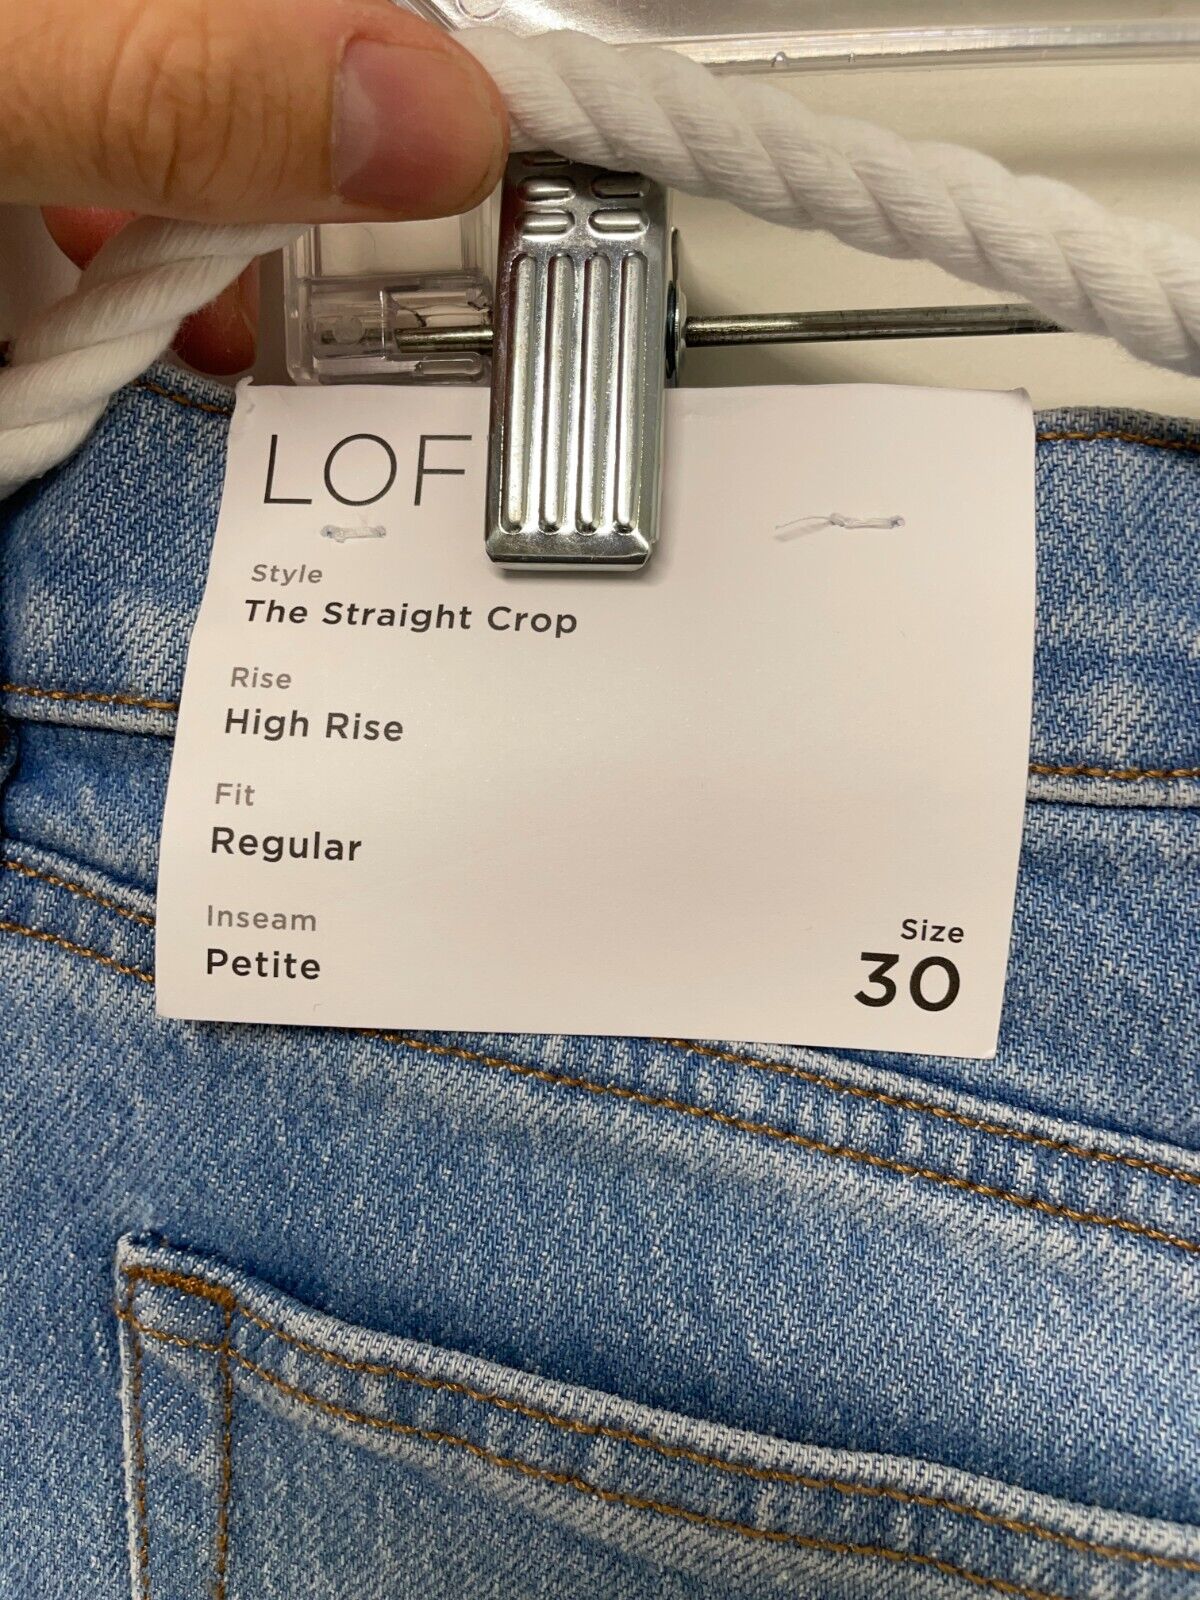 LOF
Style
The Straight Crop
Rise
High Rise
Fit
Regular
Inseam
Petite
Size
30